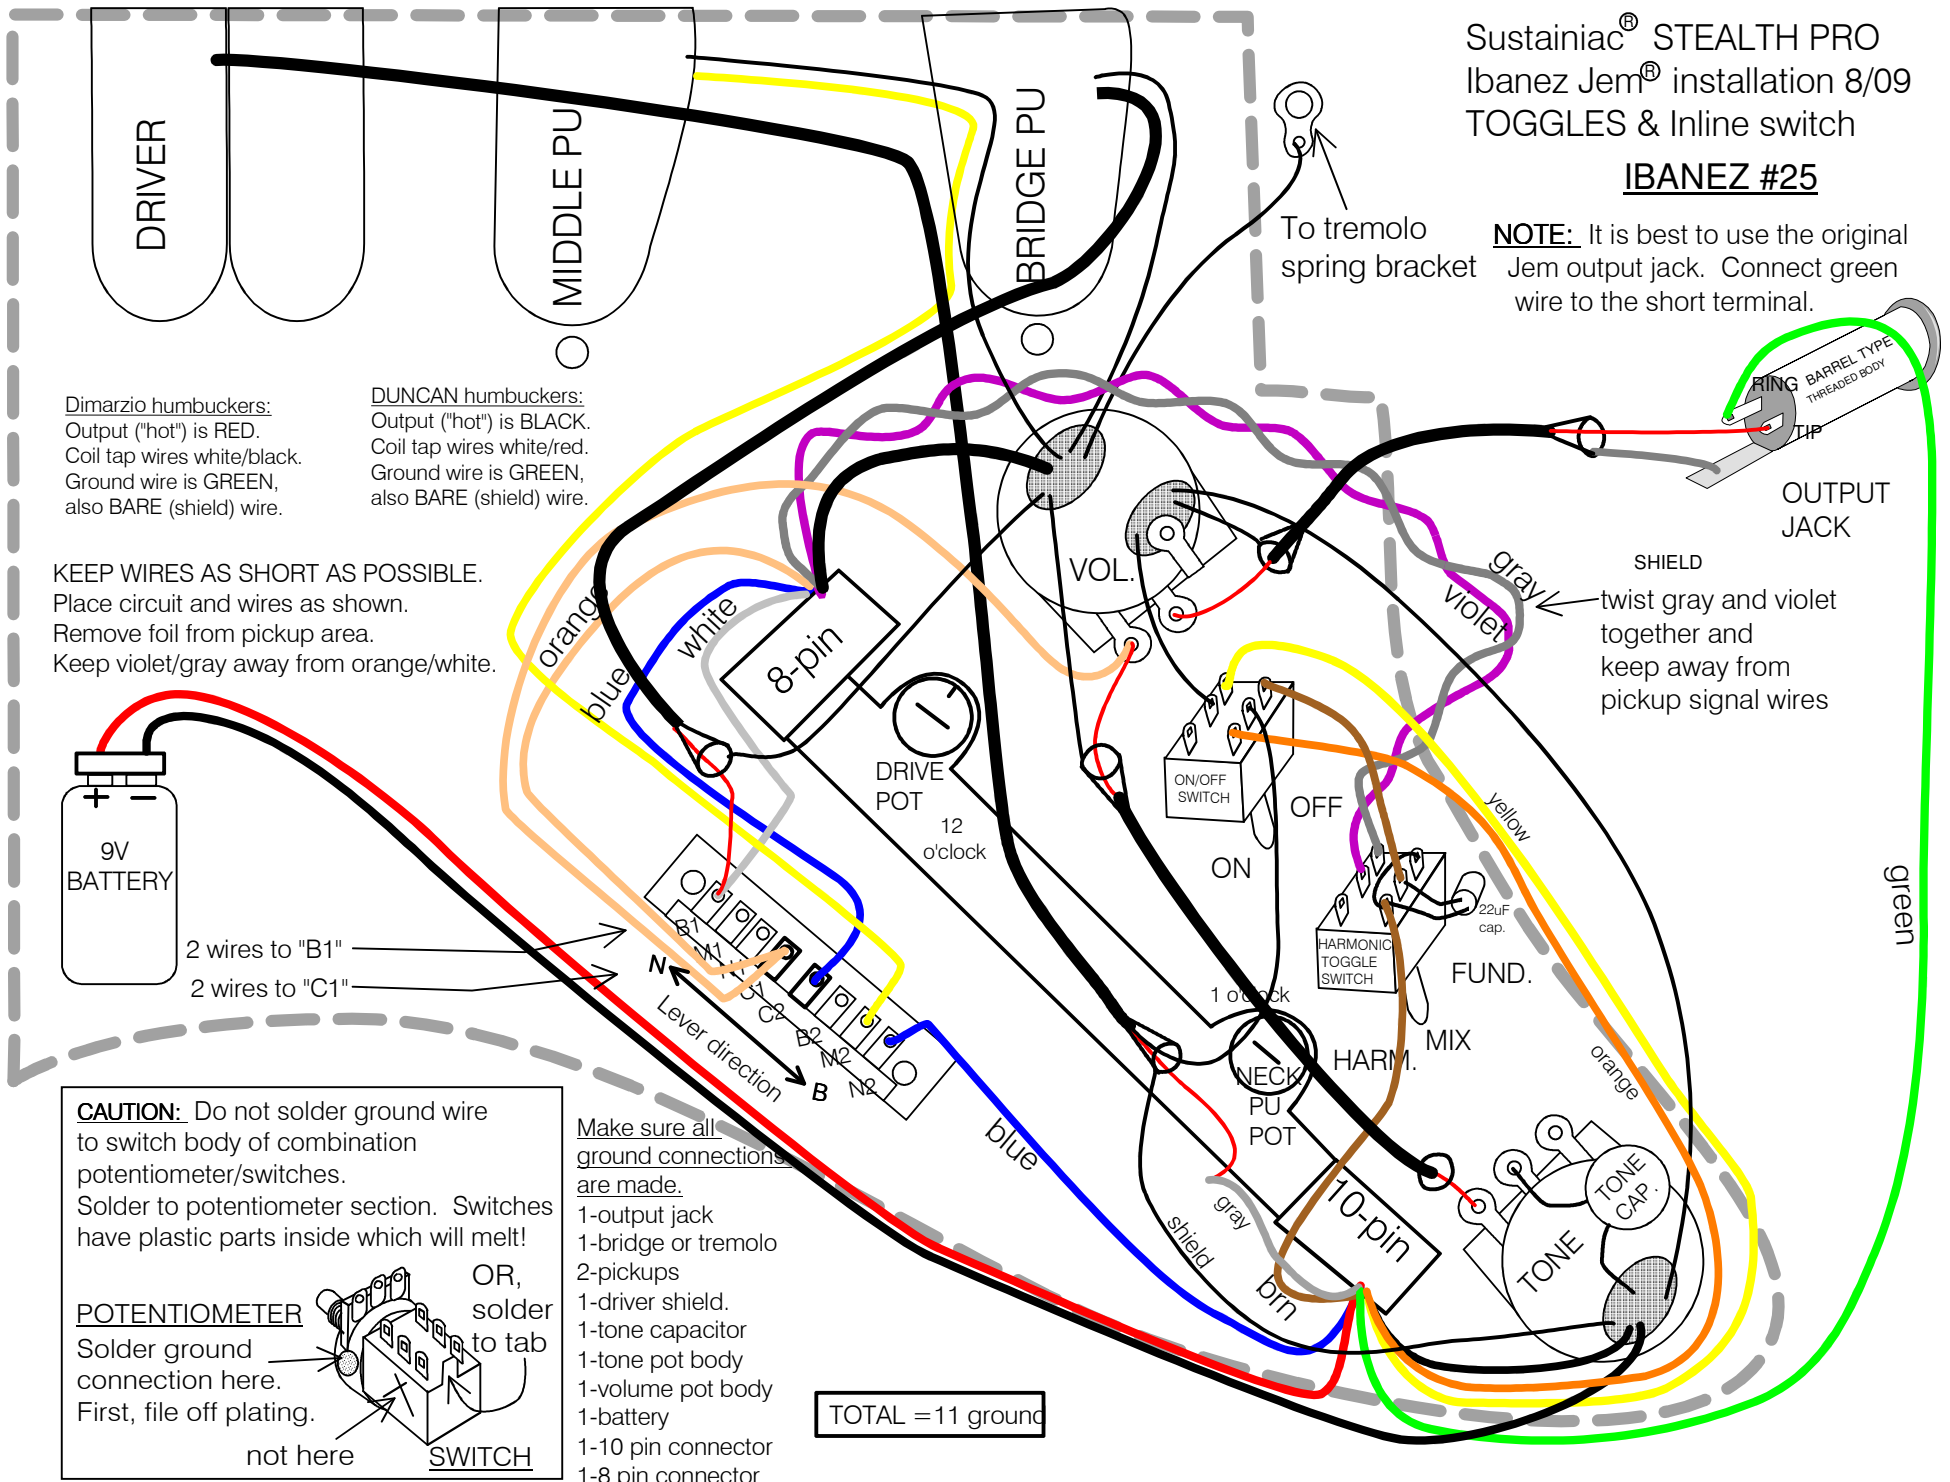 Sustainiac® STEALTH PRO
Ibanez Jem® installation 8/09
TOGGLES & Inline switch
IBANEZ #25
NOTE: It is best to use the original
Jem output jack. Connect green
wire to the short terminal.
DRIVER
MIDDLE PU
BRIDGE PU
To tremolo
spring bracket
BARREL TYPE
THREADED BODY
RING
TIP
OUTPUT
JACK
Dimarzio humbuckers:
Output ("hot") is RED.
Coil tap wires white/black.
Ground wire is GREEN,
also BARE (shield) wire.
DUNCAN humbuckers:
Output ("hot") is BLACK.
Coil tap wires white/red.
Ground wire is GREEN,
also BARE (shield) wire.
KEEP WIRES AS SHORT AS POSSIBLE.
Place circuit and wires as shown.
Remove foil from pickup area.
Keep violet/gray away from orange/white.
orange
white
blue
8-pin
VOL.
gray
violet
SHIELD
twist gray and violet
together and
keep away from
pickup signal wires
+ −
9V
BATTERY
DRIVE
POT
12
o'clock
ON/OFF
SWITCH
OFF
ON
yellow
22uF
cap.
HARMONIC
TOGGLE
SWITCH
FUND.
MIX
HARM.
green
2 wires to "B1"
2 wires to "C1"
B1
M1
C2
B2
M2
N2
N
Lever direction
B
1 o'clock
NECK
PU
POT
orange
blue
gray
shield
brn
10-pin
TONE
CAP.
TONE
CAUTION: Do not solder ground wire
to switch body of combination
potentiometer/switches.
Solder to potentiometer section. Switches
have plastic parts inside which will melt!
OR,
solder
to tab
POTENTIOMETER
Solder ground
connection here.
First, file off plating.
not here
SWITCH
Make sure all
ground connections
are made.
1-output jack
1-bridge or tremolo
2-pickups
1-driver shield.
1-tone capacitor
1-tone pot body
1-volume pot body
1-battery
1-10 pin connector
1-8 pin connector
TOTAL =11 ground